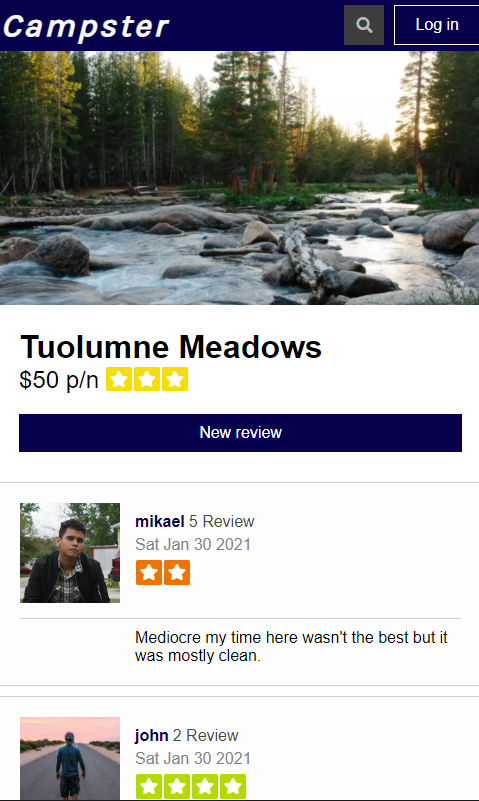 Campster
Log in
Tuolumne Meadows
$50 p/n
New review
mikael 5 Review
Sat Jan 30 2021
Mediocre my time here wasn't the best but it
was mostly clean.
john 2 Review
Sat Jan 30 2021